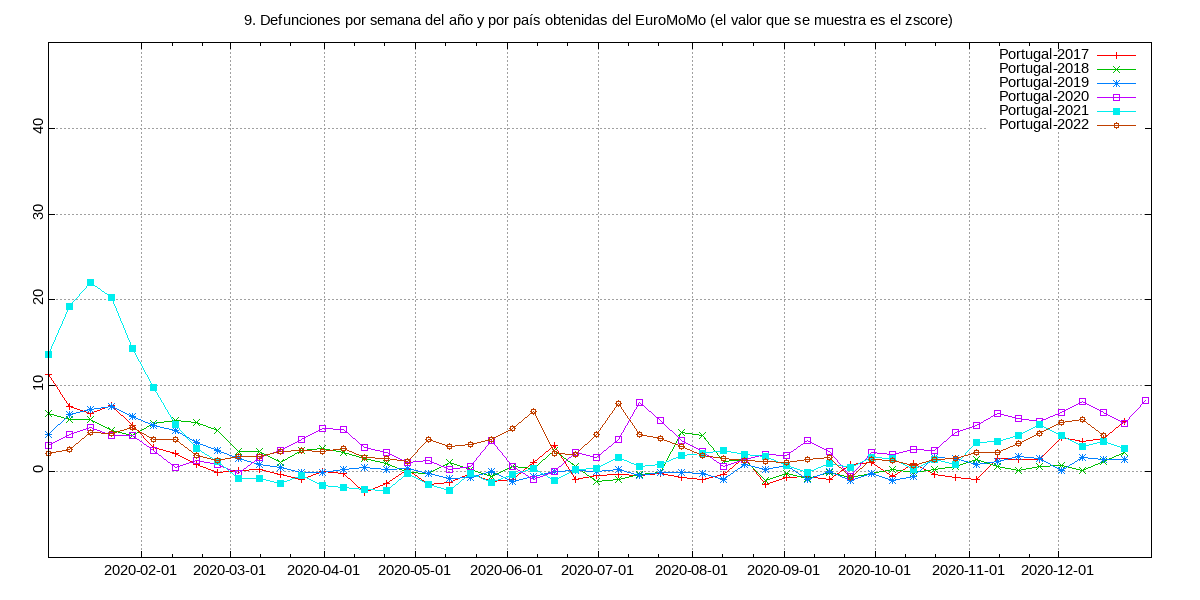 9. Defunciones por semana del año y por país obtenidas del EuroMoMo (el valor que se muestra es el zscore)
Portugal-2017
Portugal-2018
Portugal-2019
Portugal-2020
Portugal-2021
Portugal-2022
40
30
20
10
0
2020-02-01 2020-03-01 2020-04-01 2020-05-01 2020-06-01 2020-07-01 2020-08-01 2020-09-01 2020-10-01 2020-11-01 2020-12-01